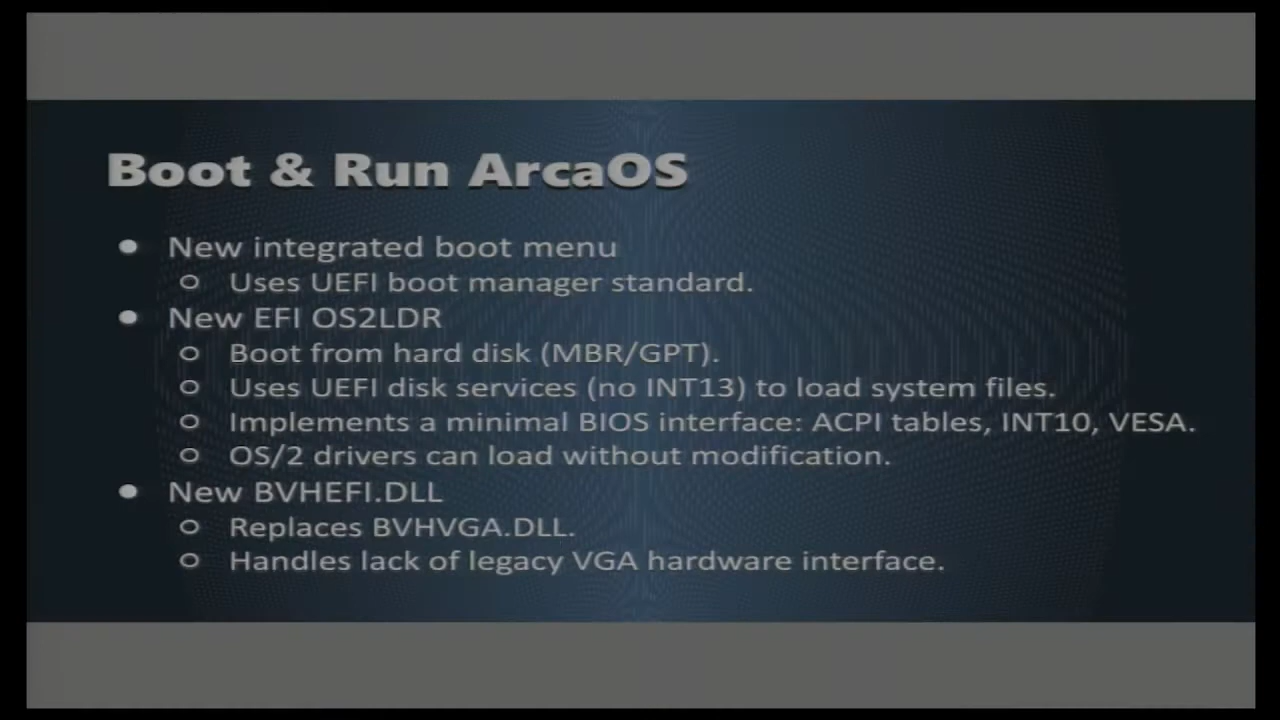 Boot & Run ArcaOS
● New integrated boot menu
○ Uses UEFI boot manager standard.
● New EFI OS2LDR
○ Boot from hard disk (MBR/GPT).
○ Uses UEFI disk services (no INT13) to load system files.
○ Implements a minimal BIOS interface: ACPI tables, INT10, VESA.
○ OS/2 drivers can load without modification.
● New BVHEFI.DLL
○ Replaces BVHVGA.DLL.
○ Handles lack of legacy VGA hardware interface.